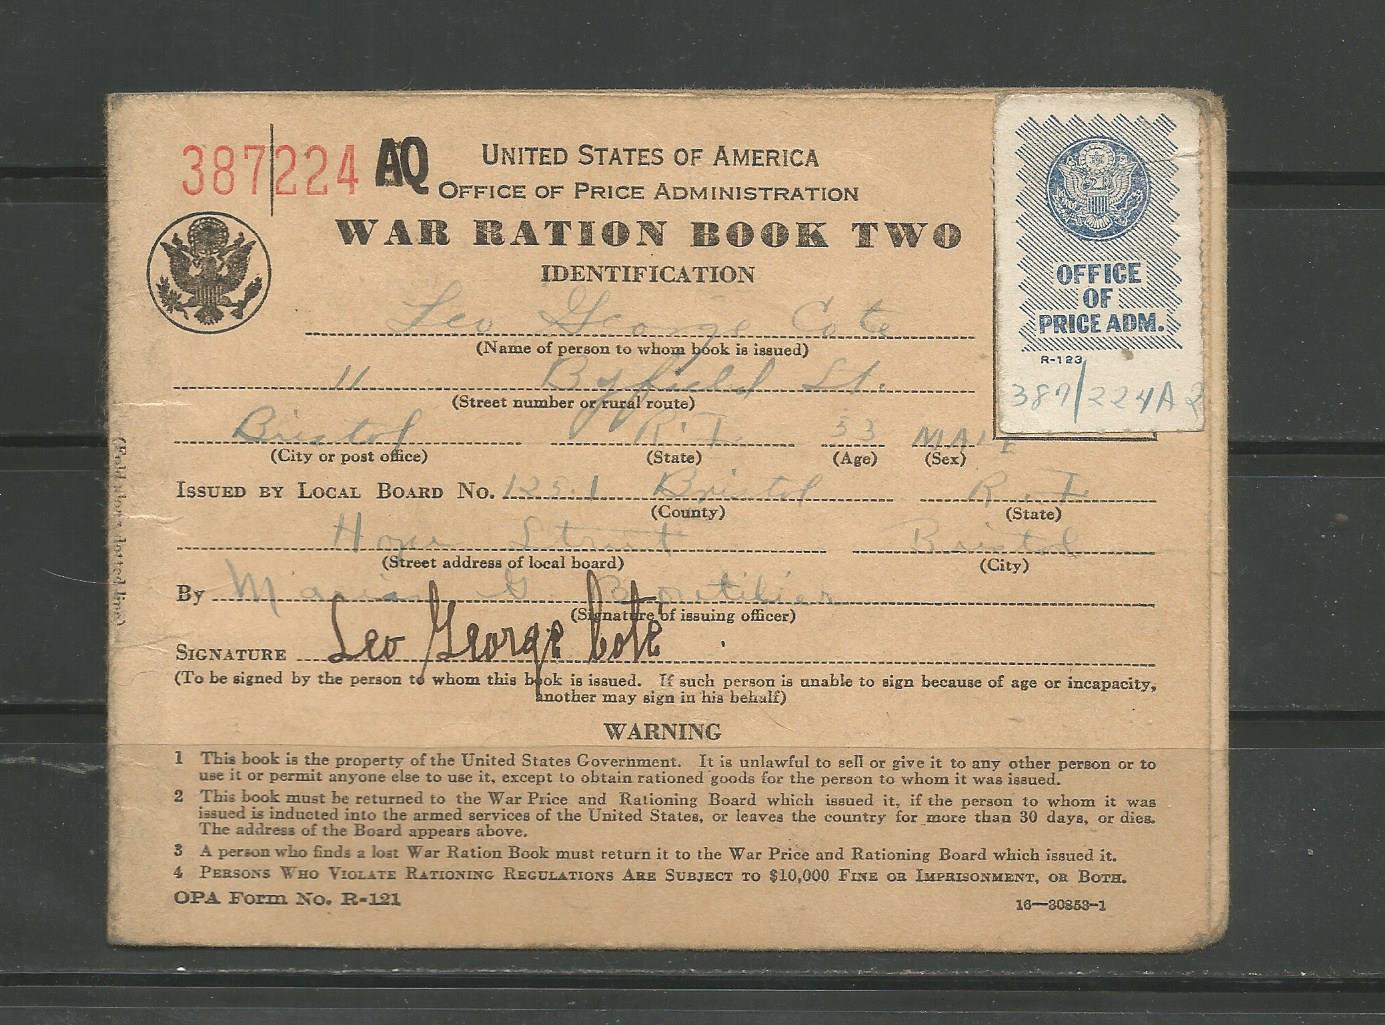 387224 AQ
UNITED STATES OF AMERICA
OFFICE OF PRICE ADMINISTRATION
WAR RATION BOOK TWO
IDENTIFICATION
OFFICE
OF
PRICE ADM.
R-123
387/224A2
Leo George Cote
(Name of person to whom book is issued)
11 Byfield St.
(Street number or rural route)
Bristol R.I. 53 MALE
(City or post office) (State) (Age) (Sex)
ISSUED BY LOCAL BOARD NO. 125.1 Bristol R.I.
(County) (State)
Hope Street Bristol
(Street address of local board) (City)
By G.
(Signature of issuing officer)
SIGNATURE Leo George Coté
(To be signed by the person to whom this book is issued. If such person is unable to sign because of age or incapacity,
another may sign in his behalf)
WARNING
1 This book is the property of the United States Government. It is unlawful to sell or give it to any other person or to
use it or permit anyone else to use it, except to obtain rationed goods for the person to whom it was issued.
2 This book must be returned to the War Price and Rationing Board which issued it, if the person to whom it was
issued is inducted into the armed services of the United States, or leaves the country for more than 30 days, or dies.
The address of the Board appears above.
3 A person who finds a lost War Ration Book must return it to the War Price and Rationing Board which issued it.
4 PERSONS WHO VIOLATE RATIONING REGULATIONS ARE SUBJECT TO $10,000 FINE OR IMPRISONMENT, OR BOTH.
OPA Form No. R-121
16—30853-1
(Fold along dotted line)